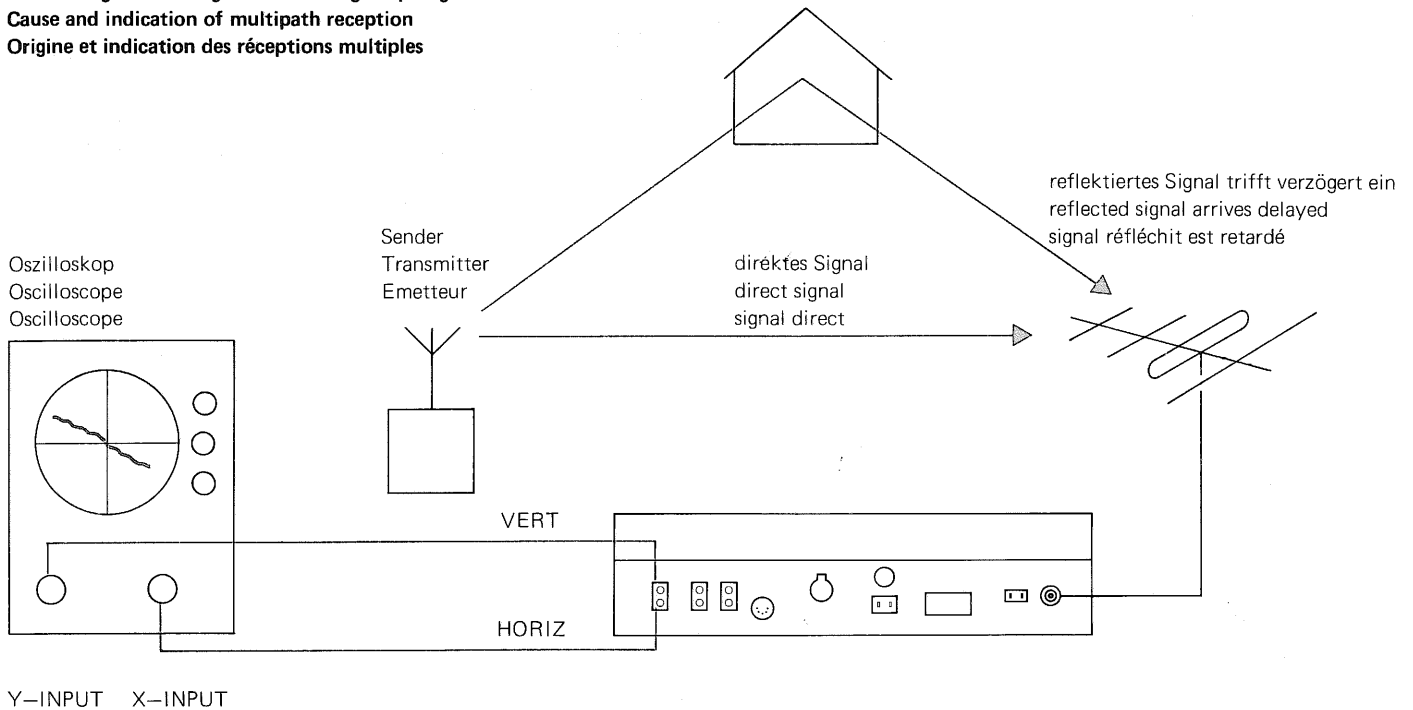 Cause and indication of multipath reception
Origine et indication des réceptions multiples
reflektiertes Signal trifft verzögert ein
reflected signal arrives delayed
signal réfléchit est retardé
Sender
Transmitter
Emetteur
direktes Signal
direct signal
signal direct
Oszilloskop
Oscilloscope
Oscilloscope
VERT
HORIZ
Y–INPUT X–INPUT